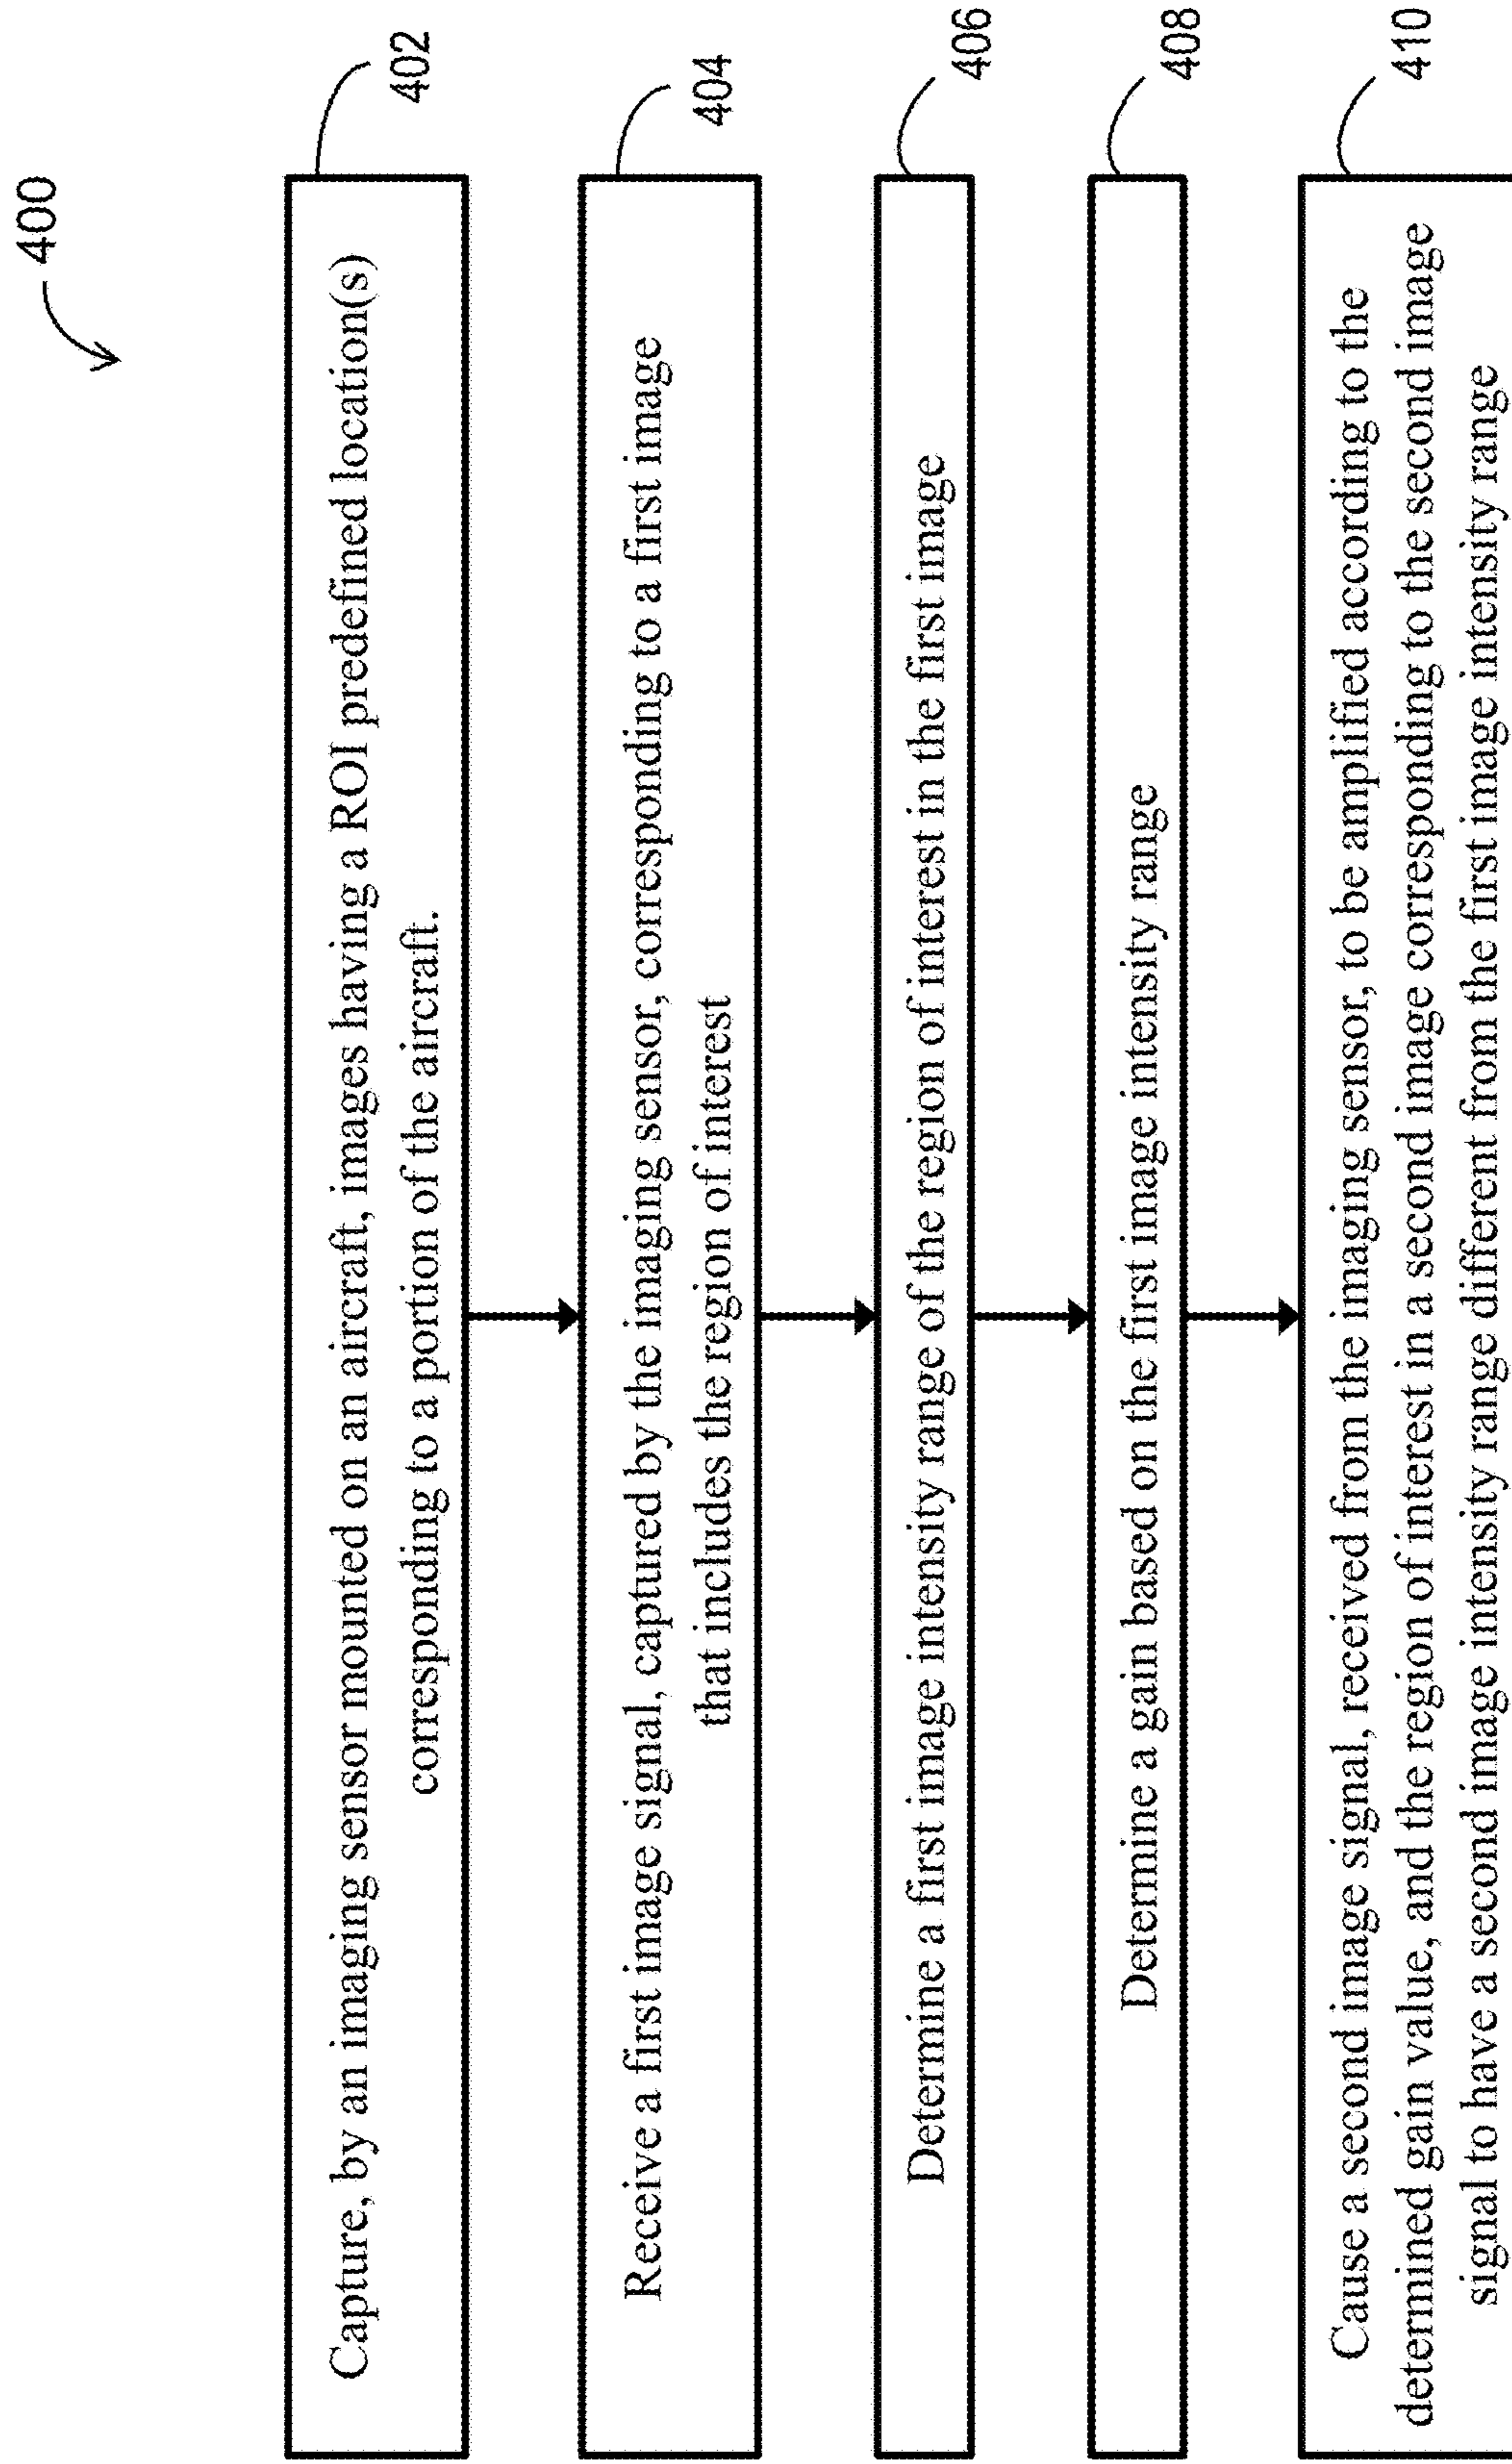 400
Capture, by an imaging sensor mounted on an aircraft, images having a ROI predefined location(s)
corresponding to a portion of the aircraft.
402
Receive a first image signal, captured by the imaging sensor, corresponding to a first image
that includes the region of interest
404
Determine a first image intensity range of the region of interest in the first image
406
Determine a gain based on the first image intensity range
408
Cause a second image signal, received from the imaging sensor, to be amplified according to the
determined gain value, and the region of interest in a second image corresponding to the second image
signal to have a second image intensity range different from the first image intensity range
410